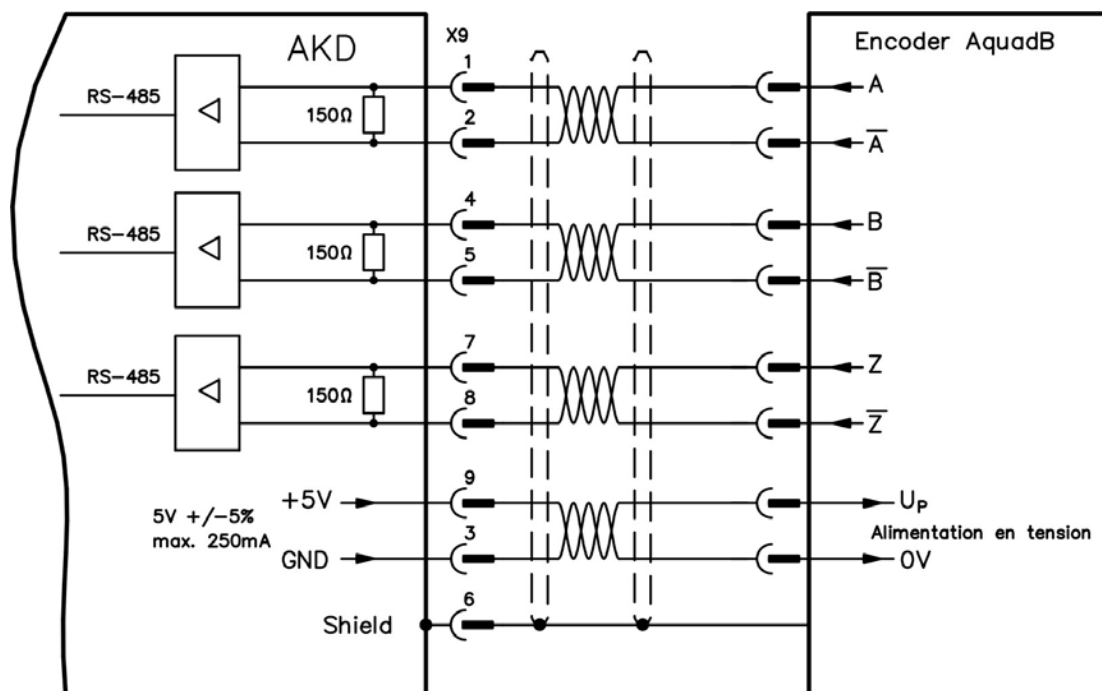 AKD
X9
Encoder AquadB
1
A
RS-485
150Ω
2
A̅
4
B
RS-485
150Ω
5
B̅
7
Z
RS-485
150Ω
8
Z̅
9
+5V
U_P
5V +/-5%
max. 250mA
Alimentation en tension
3
GND
0V
6
Shield